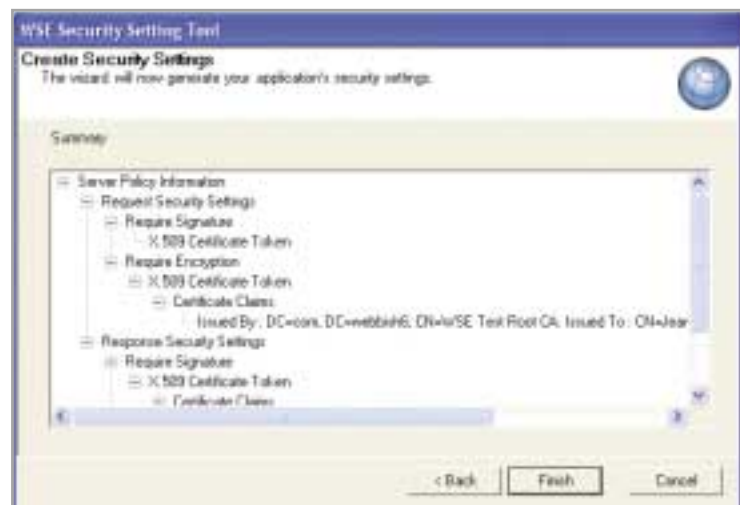 WSE Security Setting Tool
Create Security Settings
The wizard will now generate your application's security settings.
Summary
Server Policy Information
Request Security Settings
Require Signature
X.509 Certificate Token
Require Encryption
X.509 Certificate Token
Certificate Claims
Issued By: DC=com, DC= CN=WSE Test Root CA, Issued To: CN=Jear
Response Security Settings
Require Signature
X.509 Certificate Token
Certificate Claims
< Back
Finish
Cancel